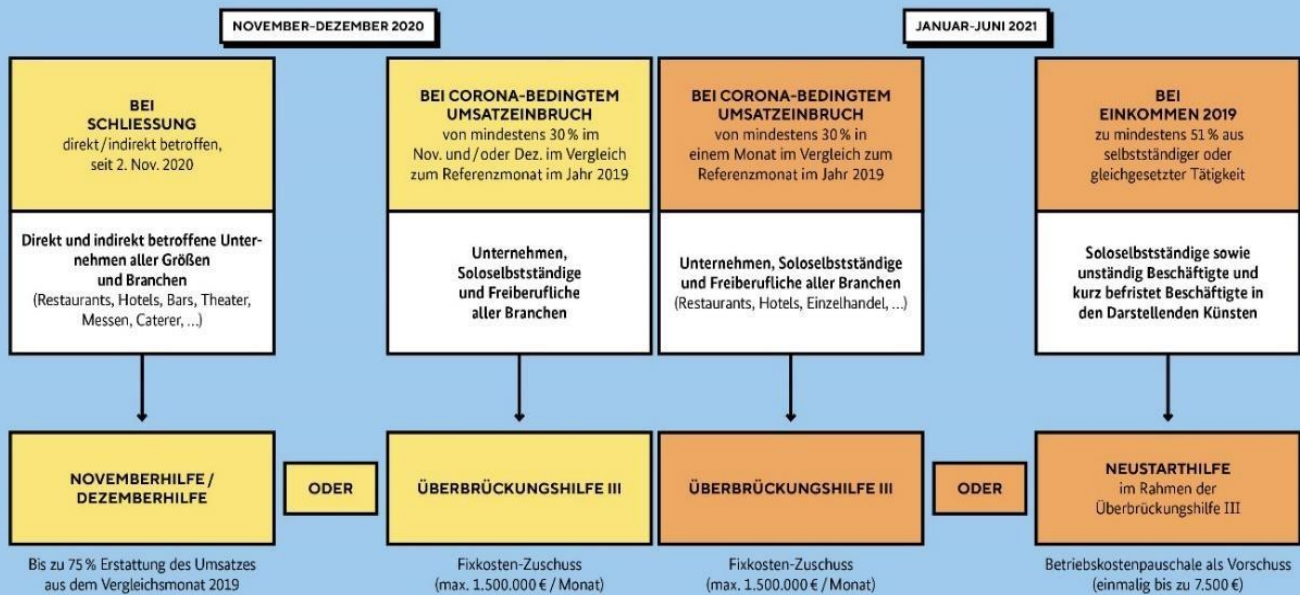 NOVEMBER-DEZEMBER 2020
JANUAR-JUNI 2021
BEI
SCHLIESSUNG
direkt/indirekt betroffen,
seit 2. Nov. 2020
BEI CORONA-BEDINGTEM
UMSATZEINBRUCH
von mindestens 30 % im
Nov. und/oder Dez. im Vergleich
zum Referenzmonat im Jahr 2019
BEI CORONA-BEDINGTEM
UMSATZEINBRUCH
von mindestens 30 % in
einem Monat im Vergleich zum
Referenzmonat im Jahr 2019
BEI
EINKOMMEN 2019
zu mindestens 51 % aus
selbstständiger oder
gleichgesetzter Tätigkeit
Direkt und indirekt betroffene Unter-
nehmen aller Größen
und Branchen
(Restaurants, Hotels, Bars, Theater,
Messen, Caterer, ...)
Unternehmen,
Soloselbstständige
und Freiberufliche
aller Branchen
Unternehmen, Soloselbstständige
und Freiberufliche aller Branchen
(Restaurants, Hotels, Einzelhandel, ...)
Soloselbstständige sowie
unständig Beschäftigte und
kurz befristet Beschäftigte in
den Darstellenden Künsten
NOVEMBERHILFE /
DEZEMBERHILFE
ODER
ÜBERBRÜCKUNGSHILFE III
ÜBERBRÜCKUNGSHILFE III
ODER
NEUSTARTHILFE
im Rahmen der
Überbrückungshilfe III
Bis zu 75 % Erstattung des Umsatzes
aus dem Vergleichsmonat 2019
Fixkosten-Zuschuss
(max. 1.500.000 € / Monat)
Fixkosten-Zuschuss
(max. 1.500.000 € / Monat)
Betriebskostenpauschale als Vorschuss
(einmalig bis zu 7.500 €)